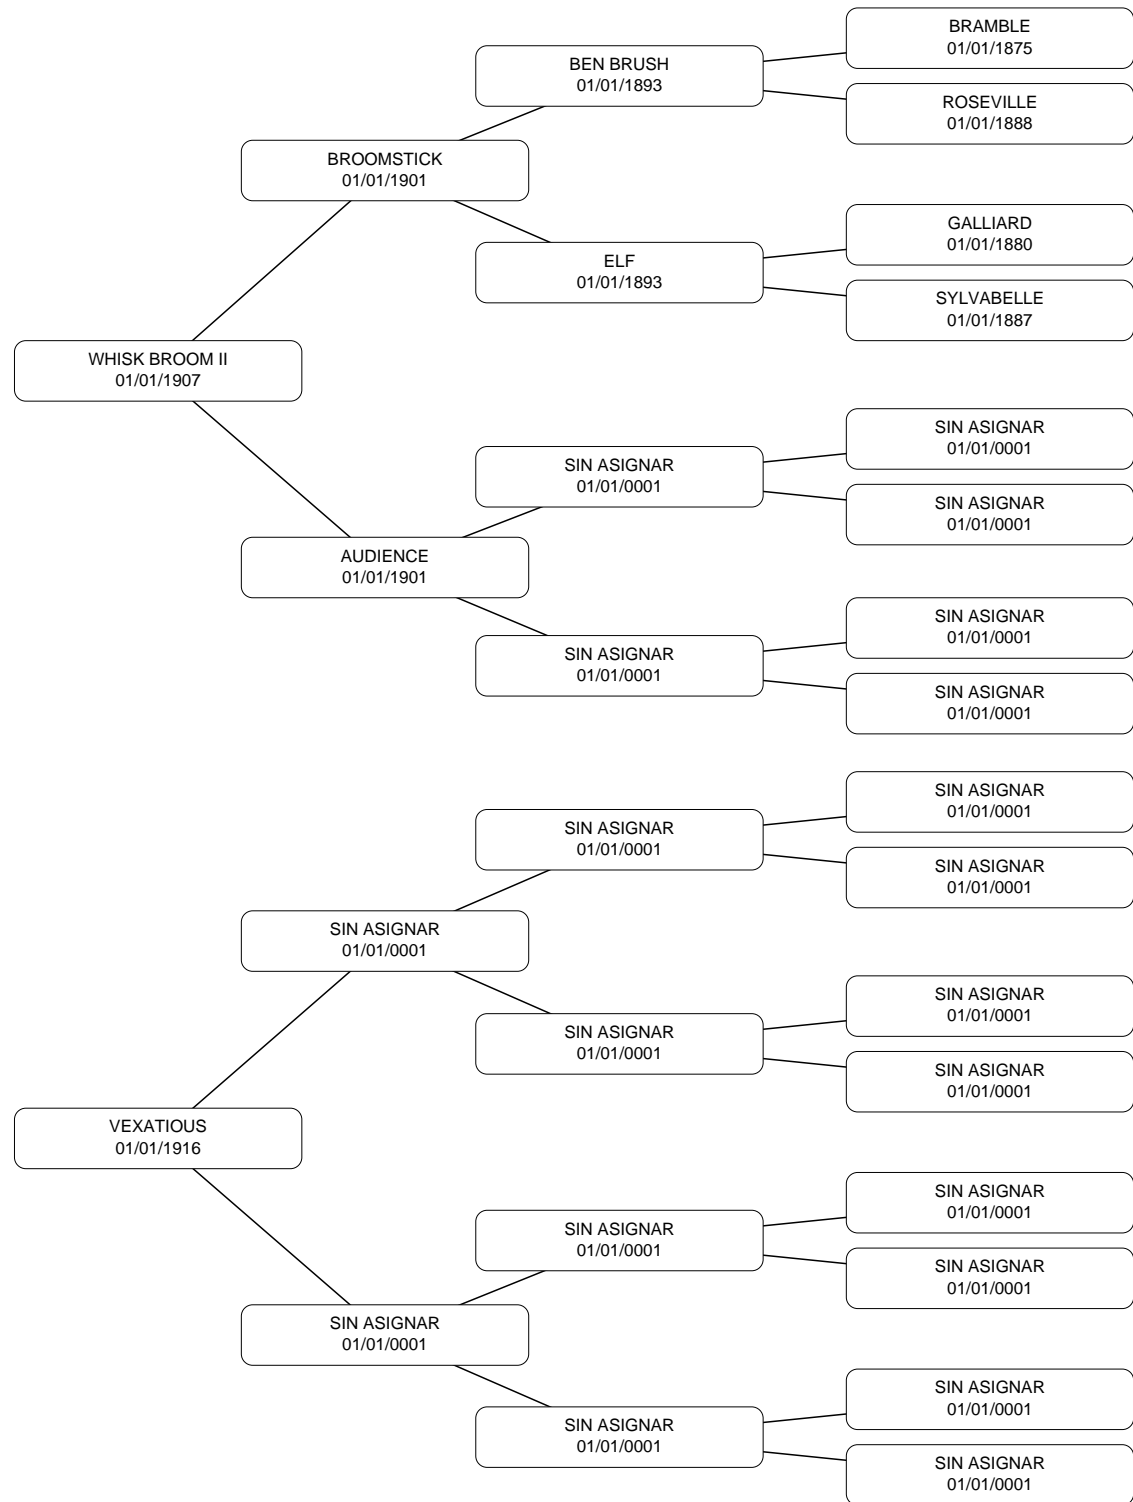 BRAMBLE
01/01/1875
BEN BRUSH
01/01/1893
ROSEVILLE
01/01/1888
BROOMSTICK
01/01/1901
GALLIARD
01/01/1880
ELF
01/01/1893
SYLVABELLE
01/01/1887
WHISK BROOM II
01/01/1907
SIN ASIGNAR
01/01/0001
SIN ASIGNAR
01/01/0001
SIN ASIGNAR
01/01/0001
AUDIENCE
01/01/1901
SIN ASIGNAR
01/01/0001
SIN ASIGNAR
01/01/0001
SIN ASIGNAR
01/01/0001
SIN ASIGNAR
01/01/0001
SIN ASIGNAR
01/01/0001
SIN ASIGNAR
01/01/0001
SIN ASIGNAR
01/01/0001
SIN ASIGNAR
01/01/0001
SIN ASIGNAR
01/01/0001
SIN ASIGNAR
01/01/0001
VEXATIOUS
01/01/1916
SIN ASIGNAR
01/01/0001
SIN ASIGNAR
01/01/0001
SIN ASIGNAR
01/01/0001
SIN ASIGNAR
01/01/0001
SIN ASIGNAR
01/01/0001
SIN ASIGNAR
01/01/0001
SIN ASIGNAR
01/01/0001